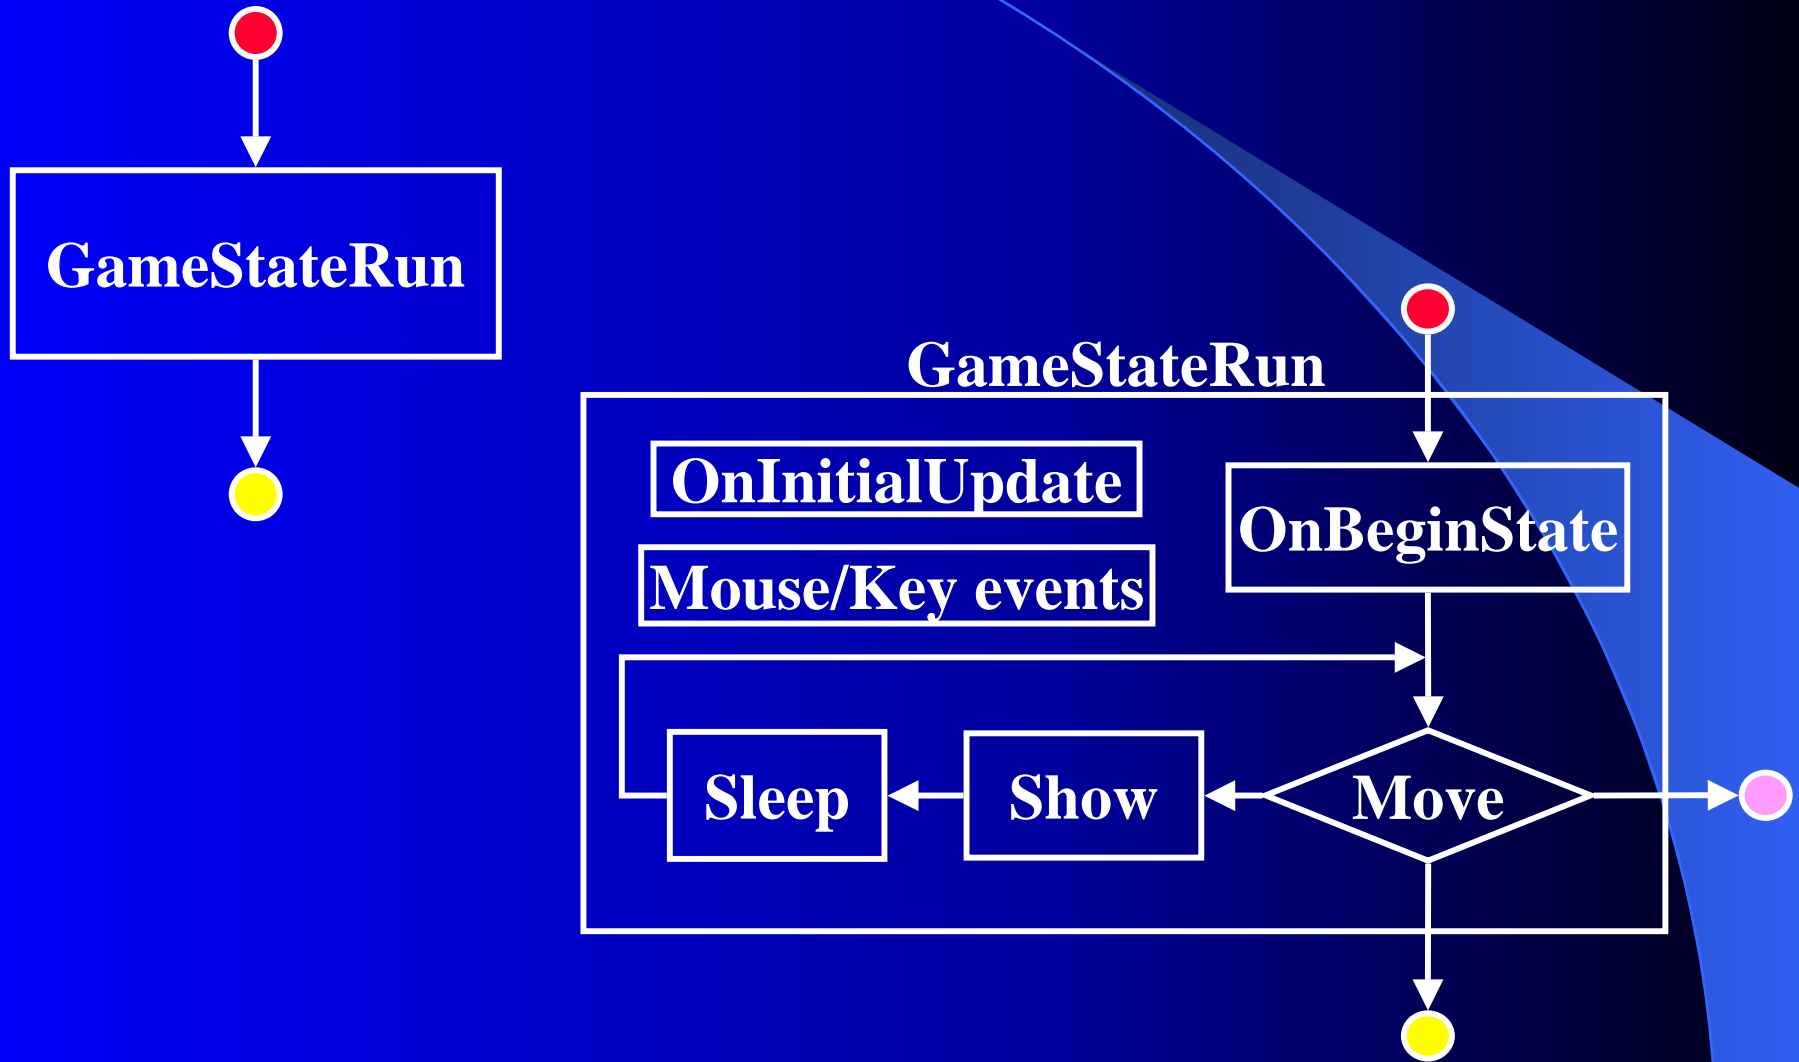 GameStateRun
GameStateRun
OnInitialUpdate
OnBeginState
Mouse/Key events
Sleep
Show
Move